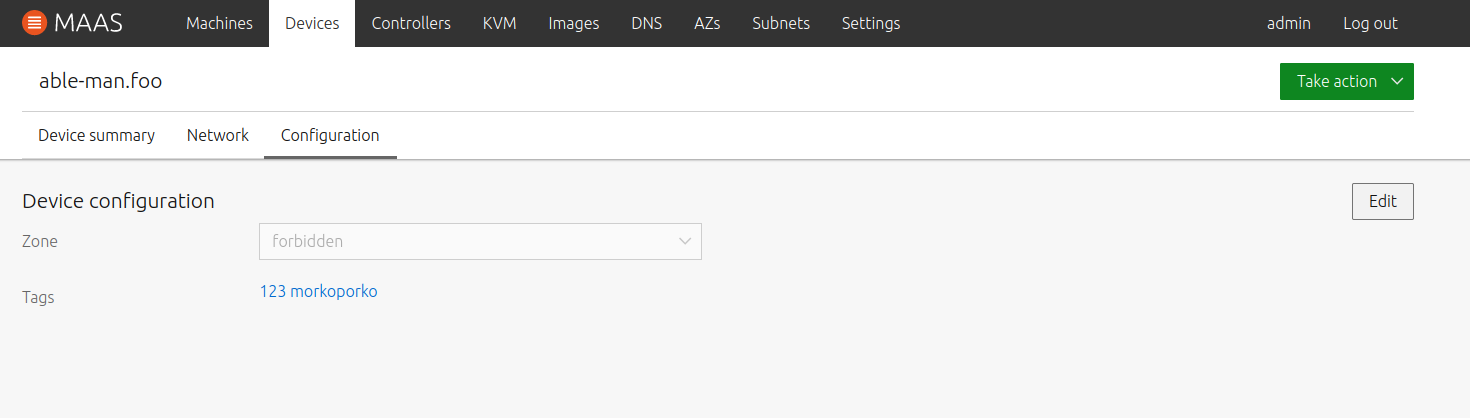 MAAS Machines Devices Controllers KVM Images DNS AZs Subnets Settings admin Log out
able-man.foo Take action
Device summary Network Configuration
Device configuration Edit
Zone forbidden
Tags 123 morkoporko